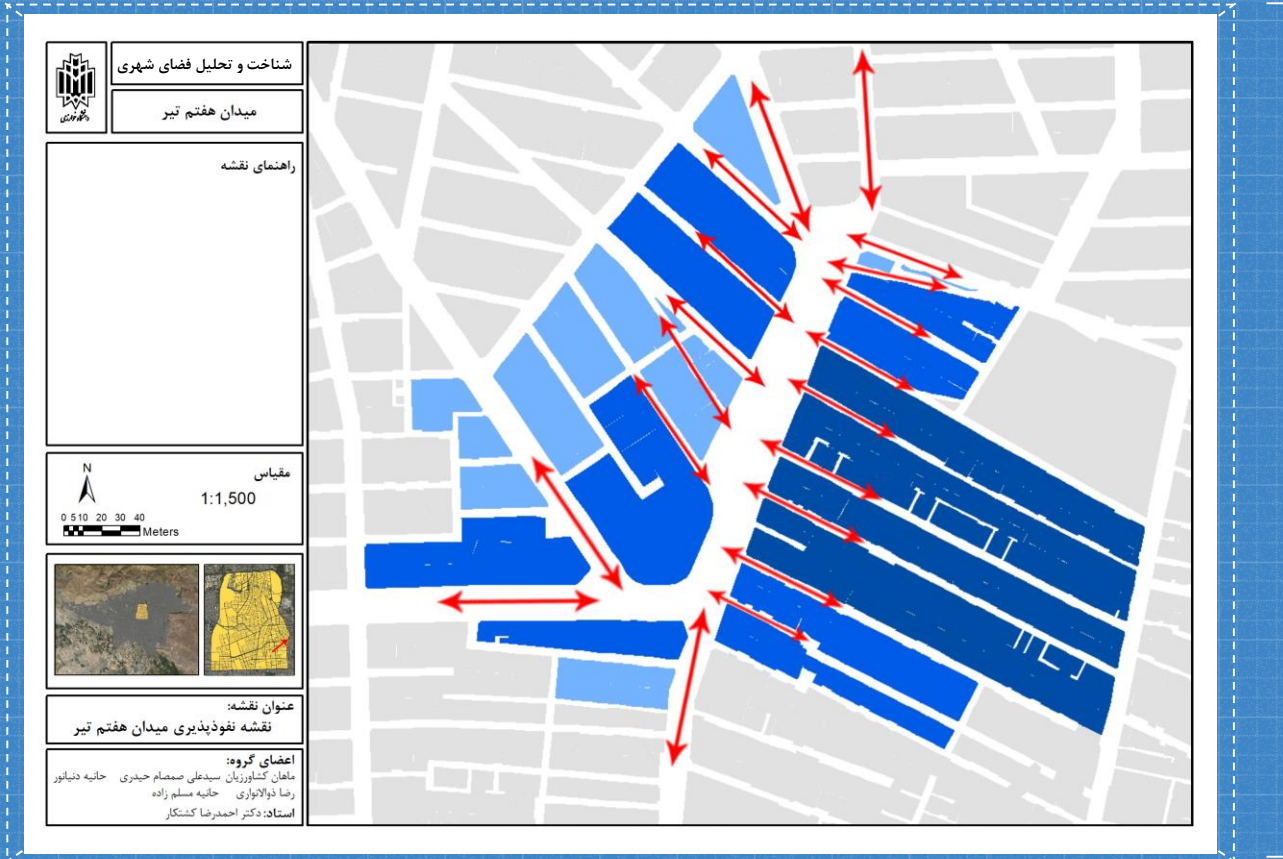 شناخت و تحلیل فضای شهری
میدان هفتم تیر
راهنمای نقشه
مقیاس
1:1,500
N
0 5 10 20 30 40
Meters
عنوان نقشه:
نقشه نفوذپذیری میدان هفتم تیر
اعضای گروه:
ماهان کشاورزیان سیدعلی صمصام حیدری حانیه دنیانور
رضا ذوالانواری حانیه مسلم زاده
استاد: دکتر احمدرضا کشتکار